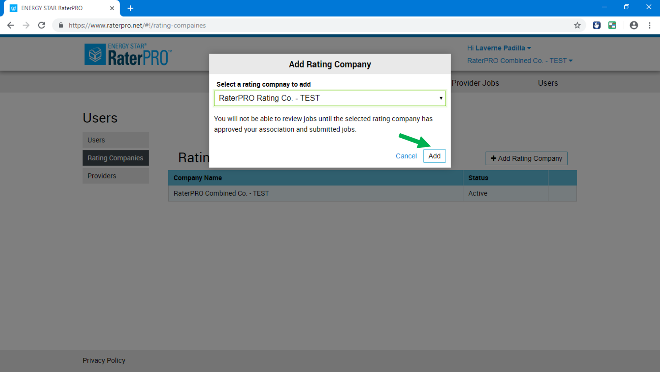 ENERGY STAR RaterPRO
https://www.raterpro.net/#!/rating-compaines
ENERGY STAR®
RaterPRO
Hi Laverne Padilla
RaterPRO Combined Co. - TEST
Provider Jobs
Users
Add Rating Company
Select a rating compnay to add
RaterPRO Rating Co. - TEST
You will not be able to review jobs until the selected rating company has
approved your association and submitted jobs.
Cancel
Add
Users
Users
Rating Companies
Providers
Ratin
Add Rating Company
Company Name
Status
RaterPRO Combined Co. - TEST
Active
Privacy Policy